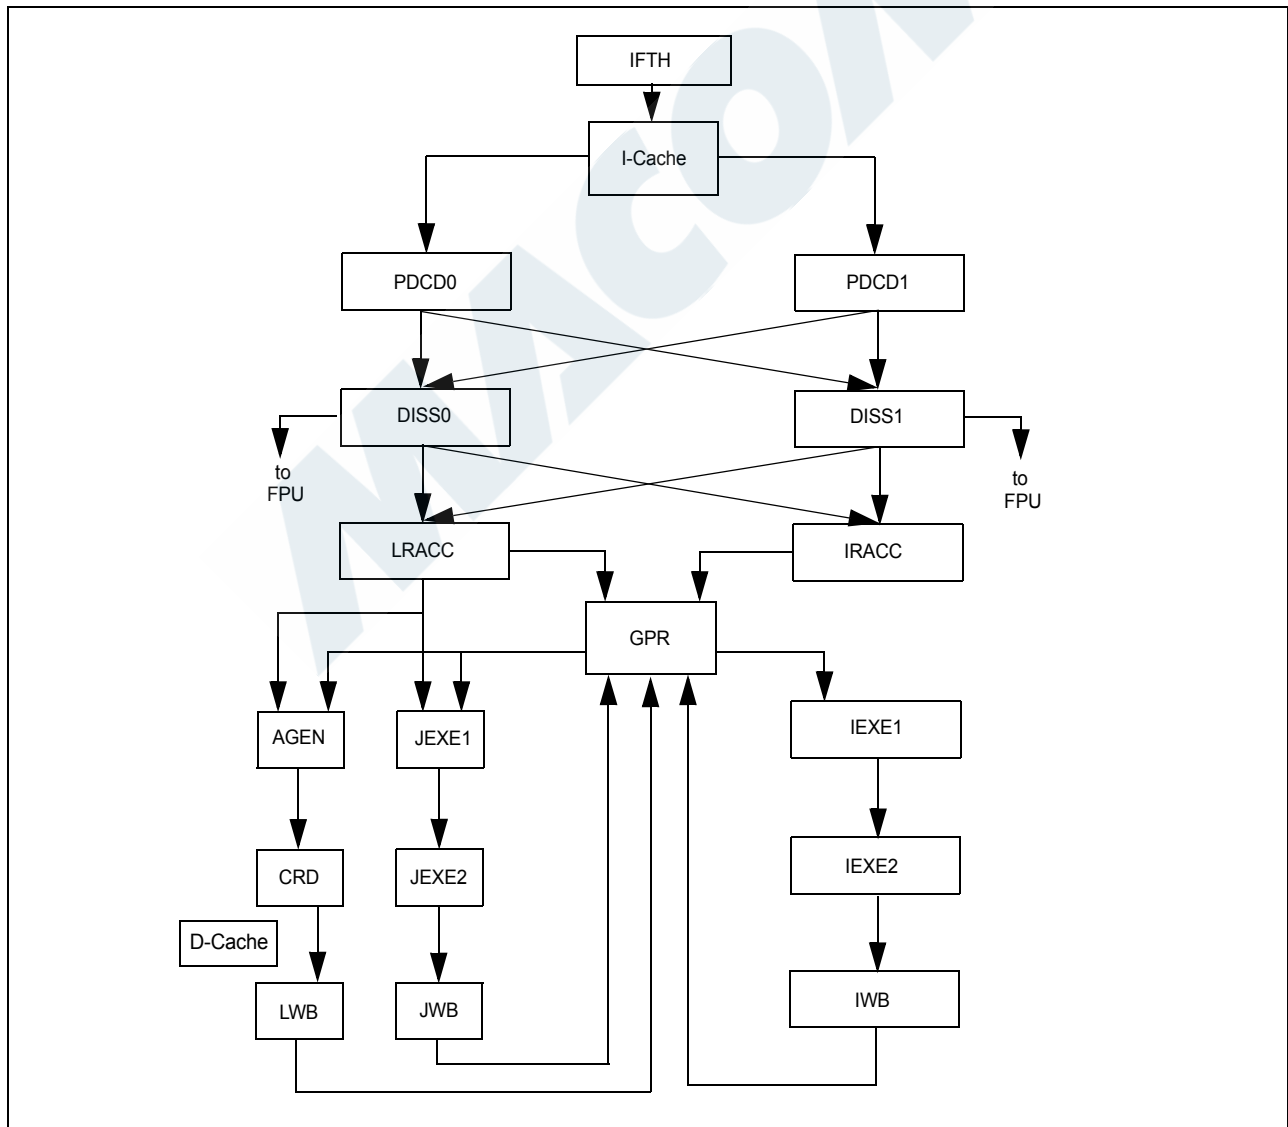 IFTH
I-Cache
PDCD0
PDCD1
DISS0
DISS1
to
FPU
to
FPU
LRACC
IRACC
GPR
AGEN
JEXE1
IEXE1
CRD
JEXE2
IEXE2
D-Cache
LWB
JWB
IWB
MACOM